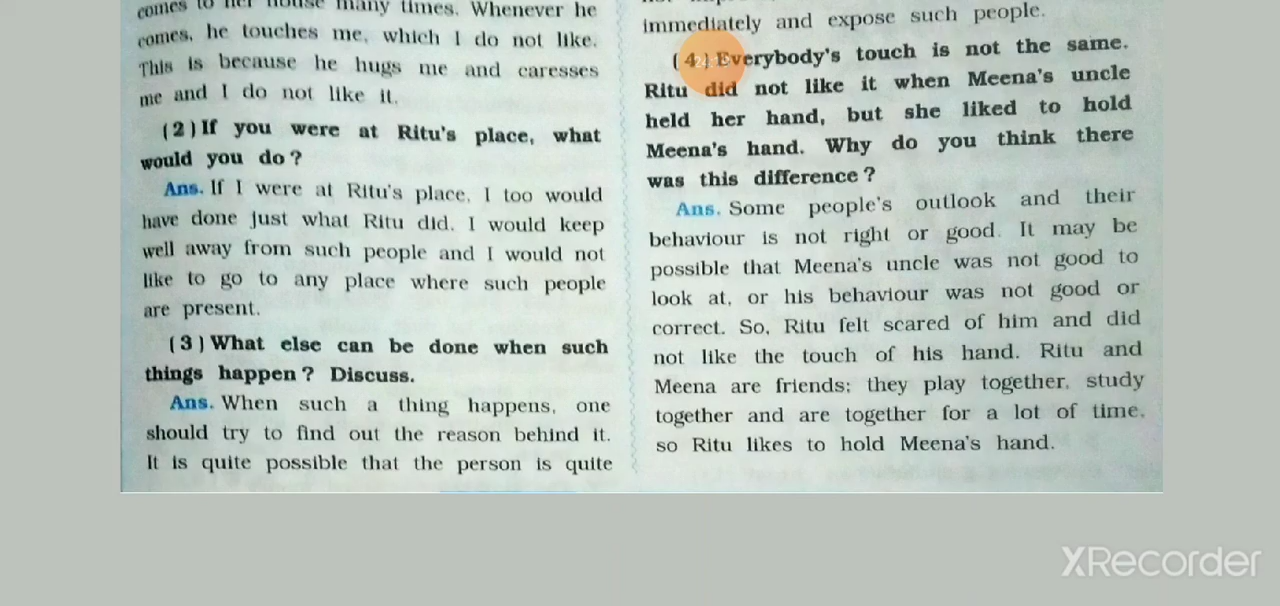 comes to her house many times. Whenever he
comes, he touches me, which I do not like.
This is because he hugs me and caresses
me and I do not like it.
(2) If you were at Ritu's place, what
would you do ?
Ans. If I were at Ritu's place, I too would
have done just what Ritu did. I would keep
well away from such people and I would not
like to go to any place where such people
are present.
(3) What else can be done when such
things happen ? Discuss.
Ans. When such a thing happens, one
should try to find out the reason behind it.
It is quite possible that the person is quite
immediately and expose such people.
(4) Everybody's touch is not the same.
Ritu did not like it when Meena's uncle
held her hand, but she liked to hold
Meena's hand. Why do you think there
was this difference ?
Ans. Some people's outlook and their
behaviour is not right or good. It may be
possible that Meena's uncle was not good to
look at, or his behaviour was not good or
correct. So, Ritu felt scared of him and did
not like the touch of his hand. Ritu and
Meena are friends; they play together, study
together and are together for a lot of time.
so Ritu likes to hold Meena's hand.
XRecorder